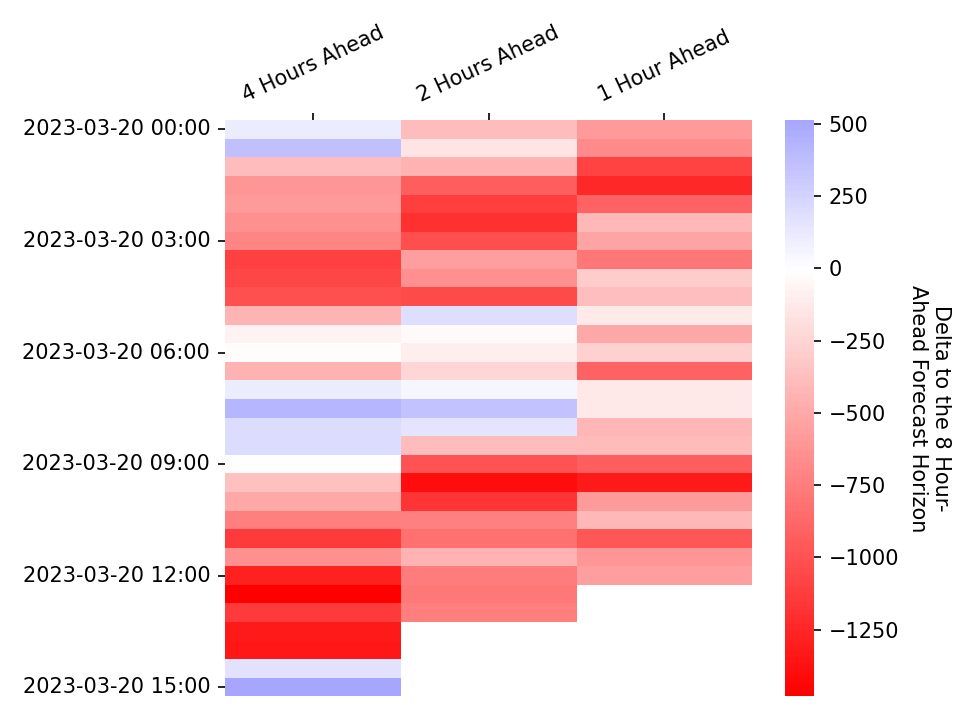 4 Hours Ahead
2 Hours Ahead
1 Hour Ahead
2023-03-20 00:00
2023-03-20 03:00
2023-03-20 06:00
2023-03-20 09:00
2023-03-20 12:00
2023-03-20 15:00
500
250
0
−250
−500
−750
−1000
−1250
Delta to the 8 Hour-
Ahead Forecast Horizon